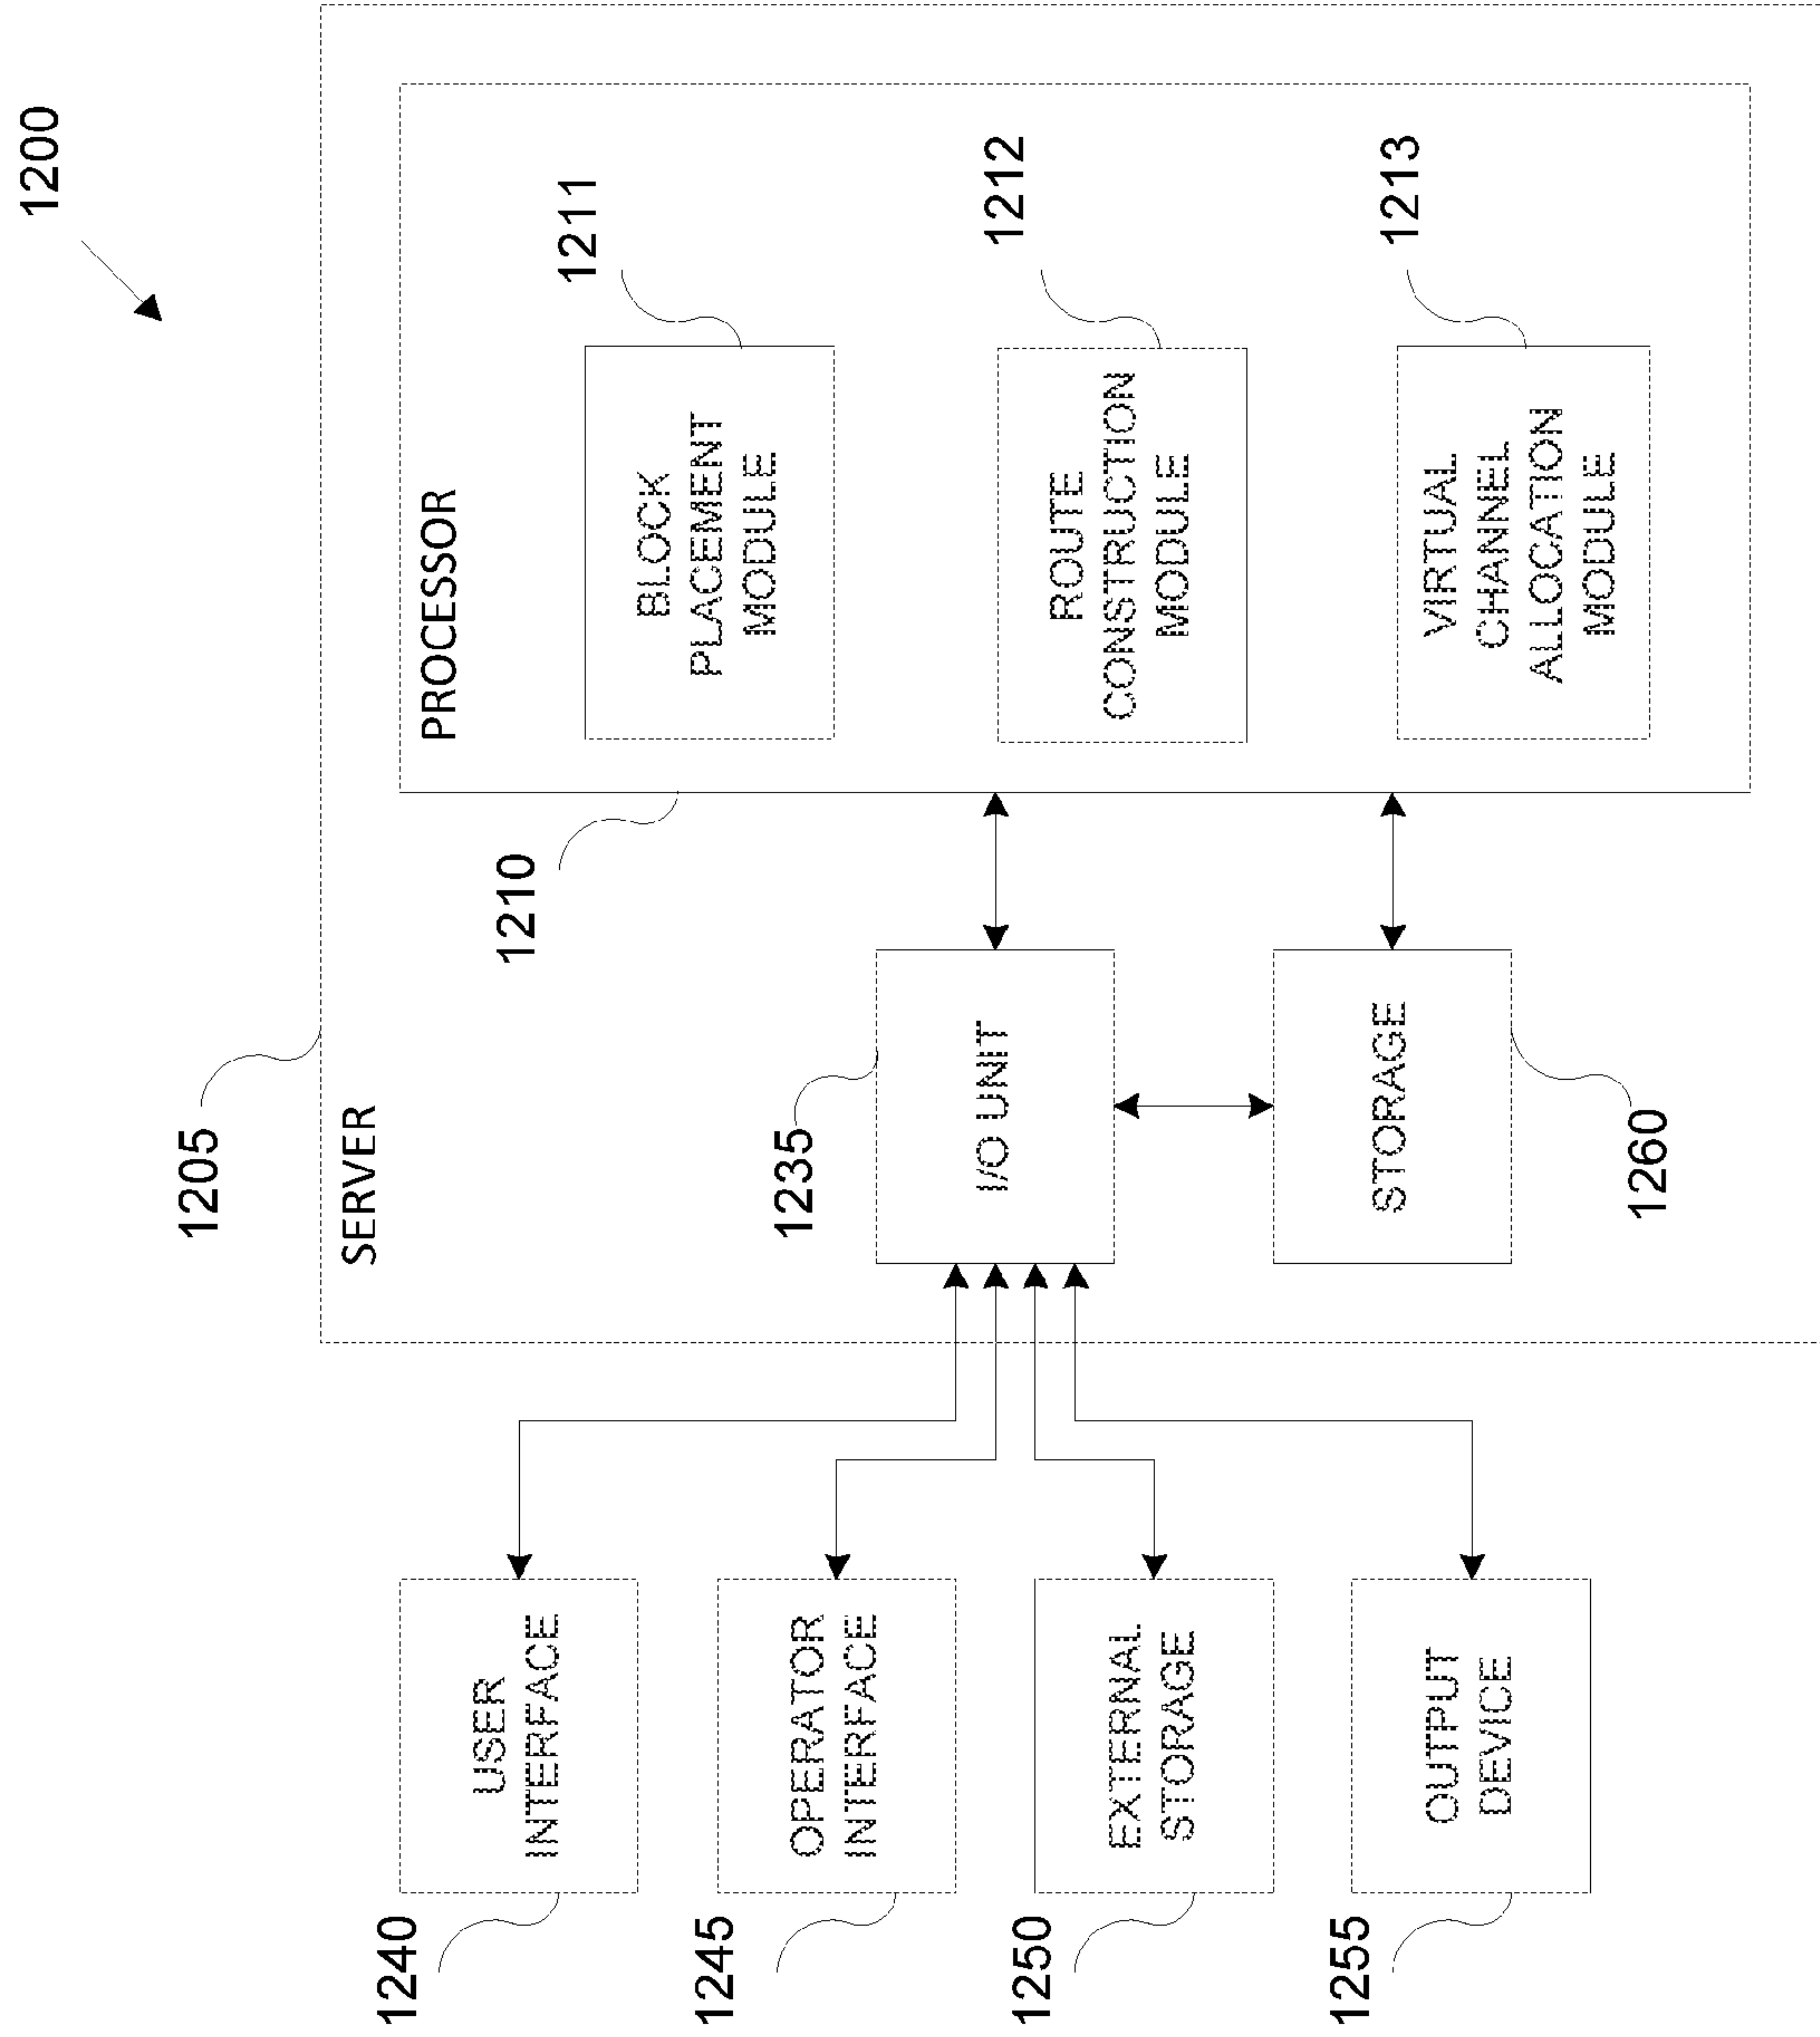 1200
1205
SERVER
PROCESSOR
1210
BLOCK
PLACEMENT
MODULE
1211
ROUTE
CONSTRUCTION
MODULE
1212
VIRTUAL
CHANNEL
ALLOCATION
MODULE
1213
1235
I/O UNIT
STORAGE
1260
1240
USER
INTERFACE
1245
OPERATOR
INTERFACE
1250
EXTERNAL
STORAGE
1255
OUTPUT
DEVICE